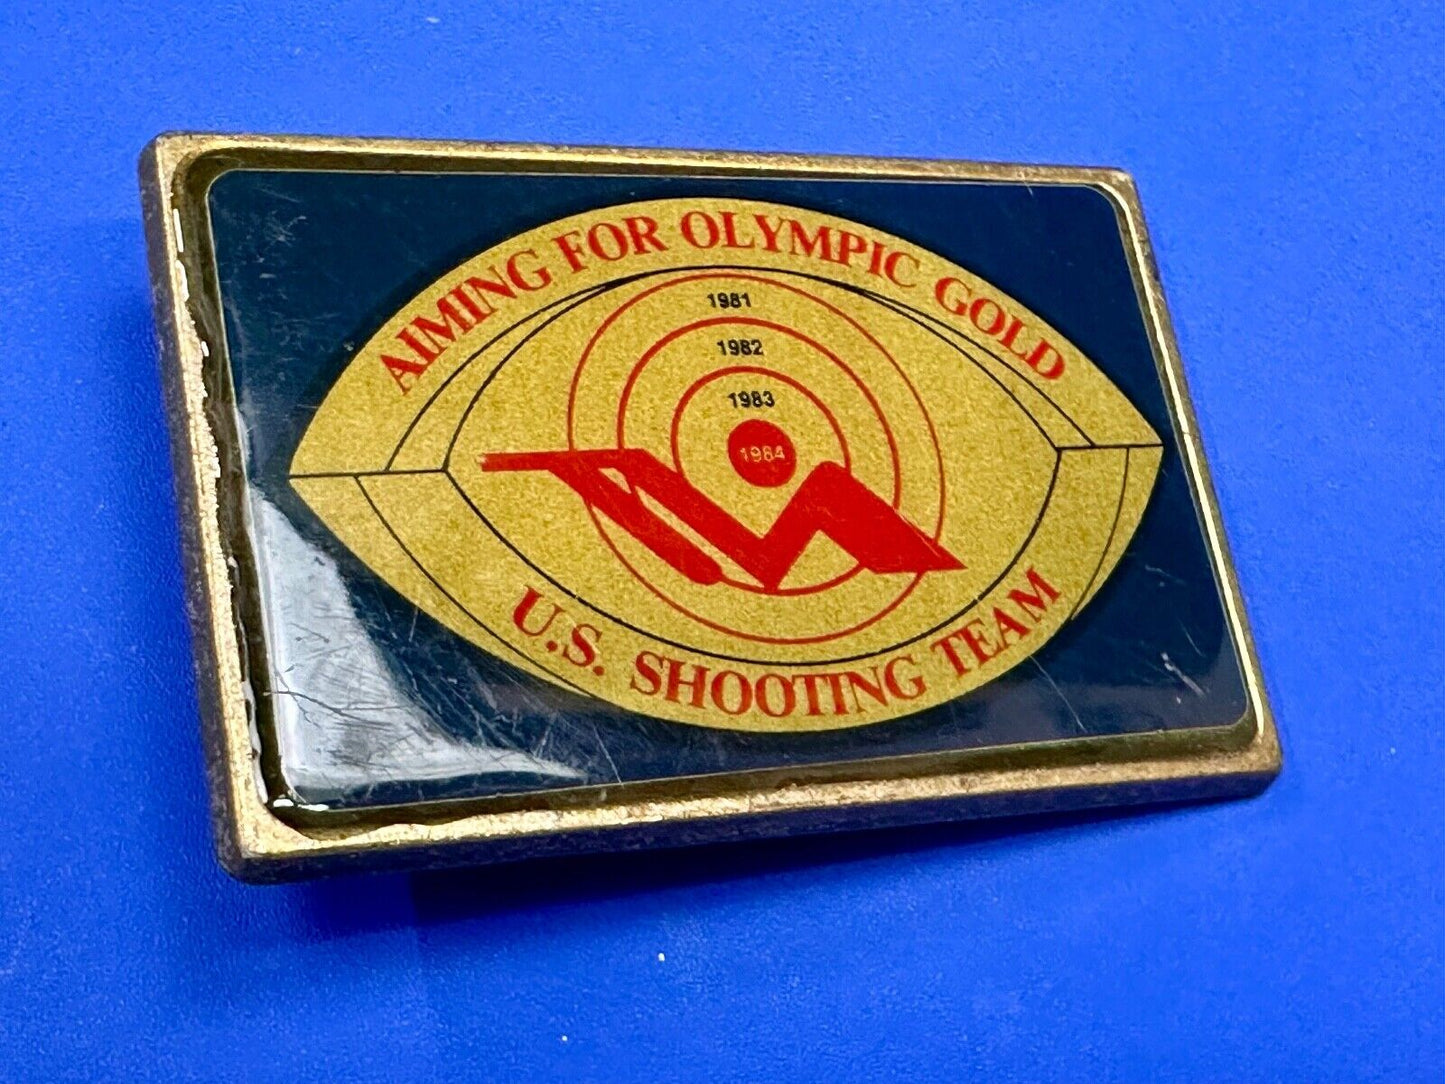 AIMING FOR OLYMPIC GOLD
1981
1982
1983
1984
U.S. SHOOTING TEAM